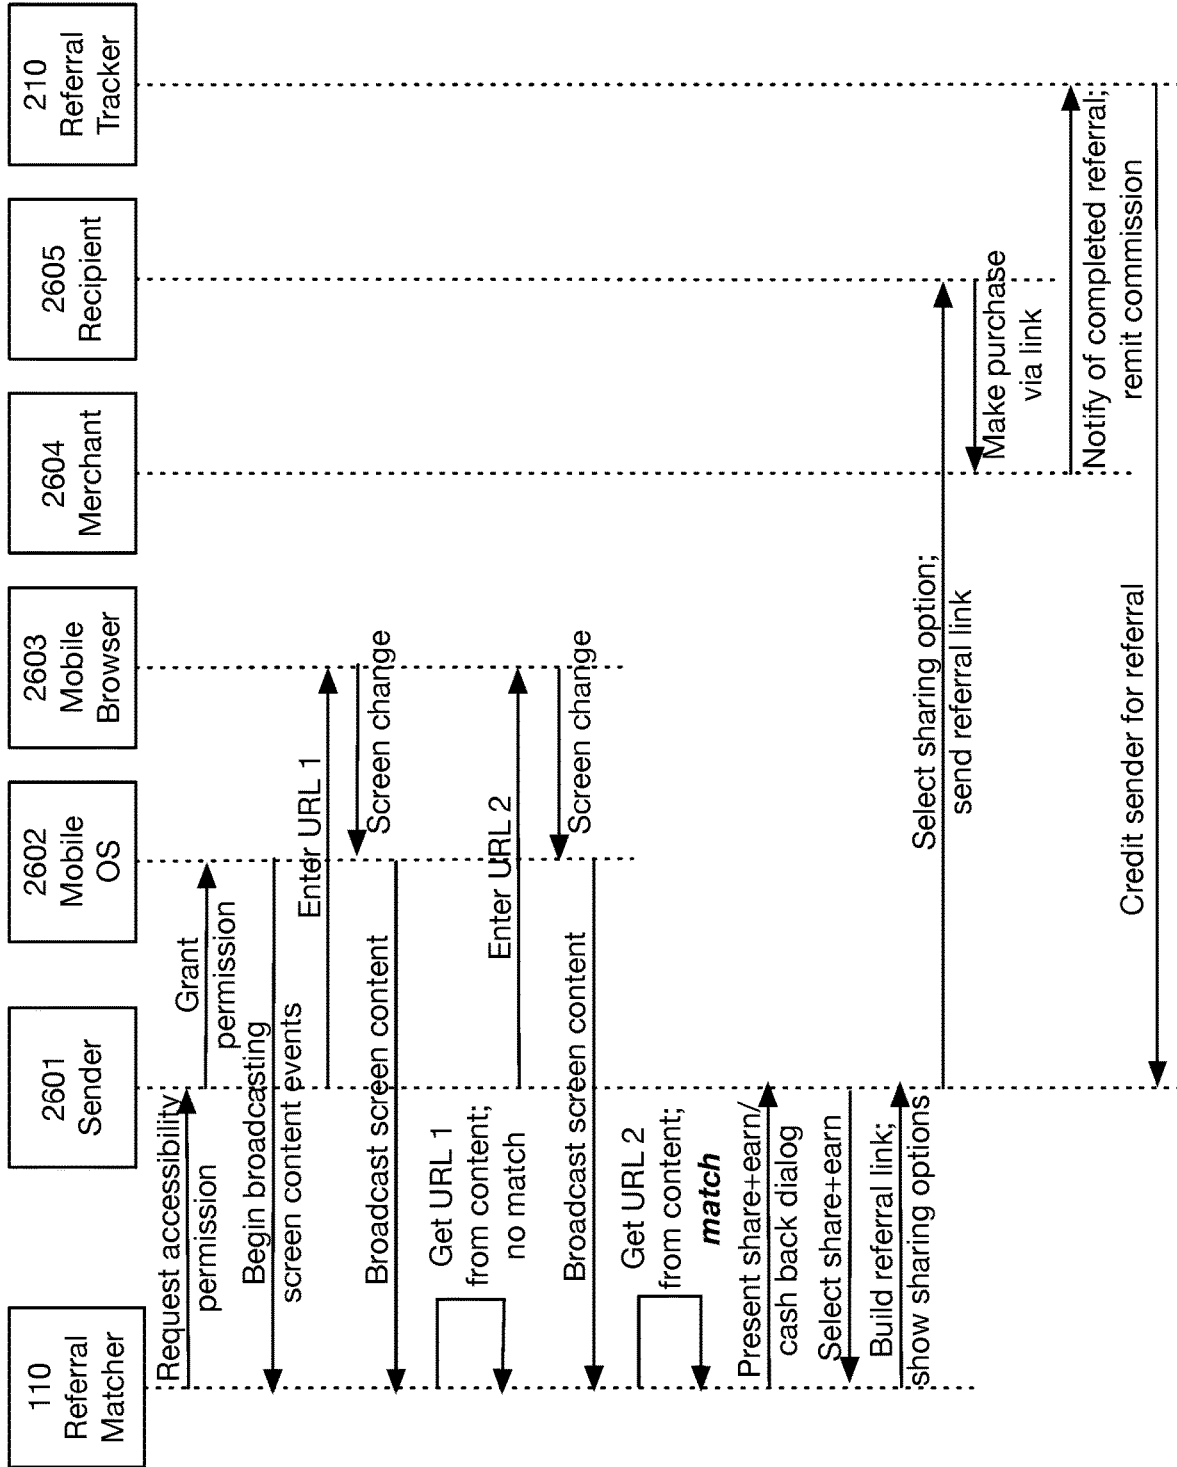 110
Referral
Matcher
2601
Sender
2602
Mobile
OS
2603
Mobile
Browser
2604
Merchant
2605
Recipient
210
Referral
Tracker
Request accessibility
permission
Grant
permission
Begin broadcasting
screen content events
Enter URL 1
Screen change
Broadcast screen content
Get URL 1
from content;
no match
Enter URL 2
Screen change
Broadcast screen content
Get URL 2
from content;
match
Present share+earn/
cash back dialog
Select share+earn
Build referral link;
show sharing options
Select sharing option;
send referral link
Make purchase
via link
Notify of completed referral;
remit commission
Credit sender for referral